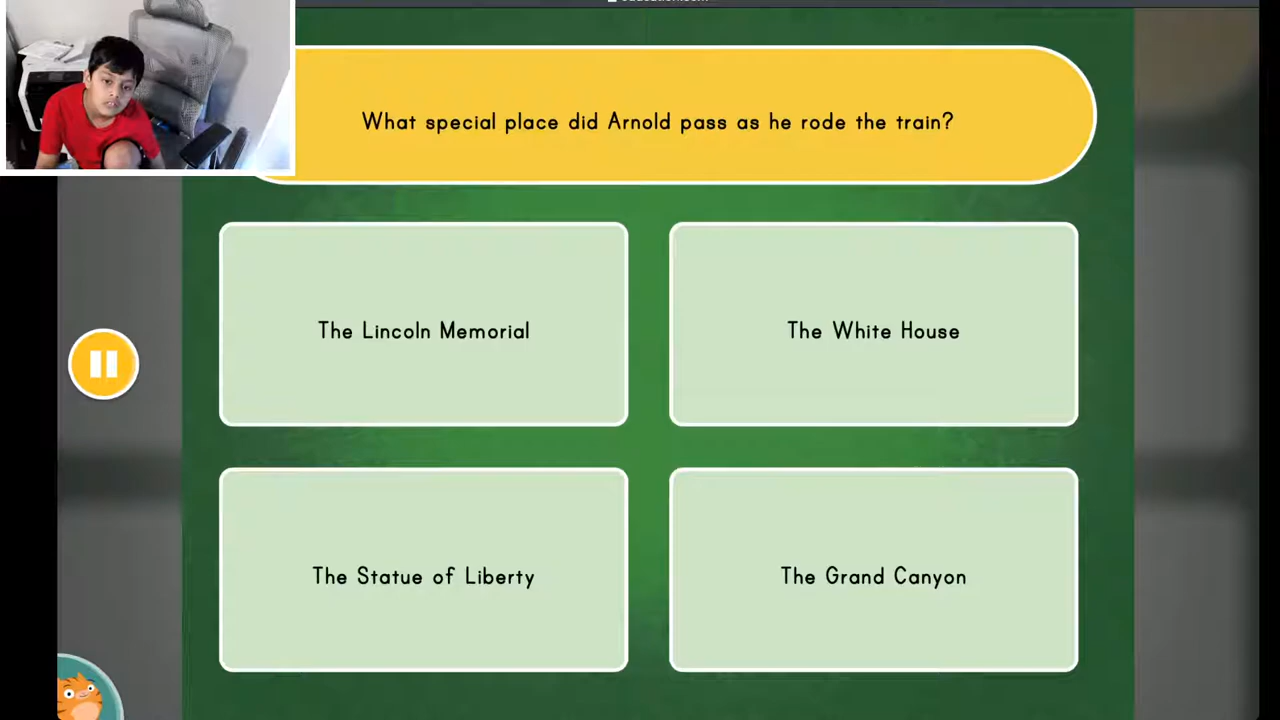 What special place did Arnold pass as he rode the train?
The Lincoln Memorial
The White House
The Statue of Liberty
The Grand Canyon